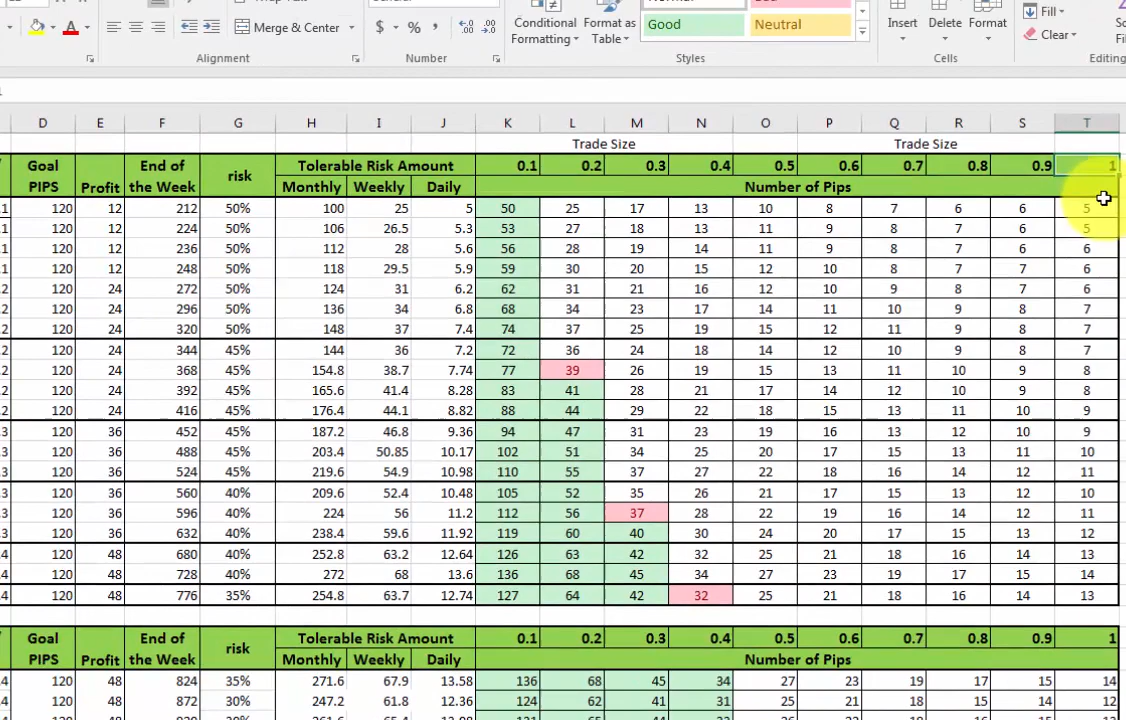 Merge & Center
$ % ,
Conditional Formatting
Format as Table
Good
Neutral
Insert
Delete
Format
Fill
Clear
Alignment
Number
Styles
Cells
Editing
D E F G H I J K L M N O P Q R S T
Trade Size Trade Size
Goal PIPS Profit End of the Week risk Tolerable Risk Amount 0.1 0.2 0.3 0.4 0.5 0.6 0.7 0.8 0.9 1
Monthly Weekly Daily Number of Pips
120 12 212 50% 100 25 5 50 25 17 13 10 8 7 6 6 5
120 12 224 50% 106 26.5 5.3 53 27 18 13 11 9 8 7 6 5
120 12 236 50% 112 28 5.6 56 28 19 14 11 9 8 7 6 6
120 12 248 50% 118 29.5 5.9 59 30 20 15 12 10 8 7 7 6
120 24 272 50% 124 31 6.2 62 31 21 16 12 10 9 8 7 6
120 24 296 50% 136 34 6.8 68 34 23 17 14 11 10 9 8 7
120 24 320 50% 148 37 7.4 74 37 25 19 15 12 11 9 8 7
120 24 344 45% 144 36 7.2 72 36 24 18 14 12 10 9 8 7
120 24 368 45% 154.8 38.7 7.74 77 39 26 19 15 13 11 10 9 8
120 24 392 45% 165.6 41.4 8.28 83 41 28 21 17 14 12 10 9 8
120 24 416 45% 176.4 44.1 8.82 88 44 29 22 18 15 13 11 10 9
120 36 452 45% 187.2 46.8 9.36 94 47 31 23 19 16 13 12 10 9
120 36 488 45% 203.4 50.85 10.17 102 51 34 25 20 17 15 13 11 10
120 36 524 45% 219.6 54.9 10.98 110 55 37 27 22 18 16 14 12 11
120 36 560 40% 209.6 52.4 10.48 105 52 35 26 21 17 15 13 12 10
120 36 596 40% 224 56 11.2 112 56 37 28 22 19 16 14 12 11
120 36 632 40% 238.4 59.6 11.92 119 60 40 30 24 20 17 15 13 12
120 48 680 40% 252.8 63.2 12.64 126 63 42 32 25 21 18 16 14 13
120 48 728 40% 272 68 13.6 136 68 45 34 27 23 19 17 15 14
120 48 776 35% 254.8 63.7 12.74 127 64 42 32 25 21 18 16 14 13
Goal PIPS Profit End of the Week risk Tolerable Risk Amount 0.1 0.2 0.3 0.4 0.5 0.6 0.7 0.8 0.9 1
Monthly Weekly Daily Number of Pips
120 48 824 35% 271.6 67.9 13.58 136 68 45 34 27 23 19 17 15 14
120 48 872 30% 247.2 61.8 12.36 124 62 41 31 25 21 18 15 14 12